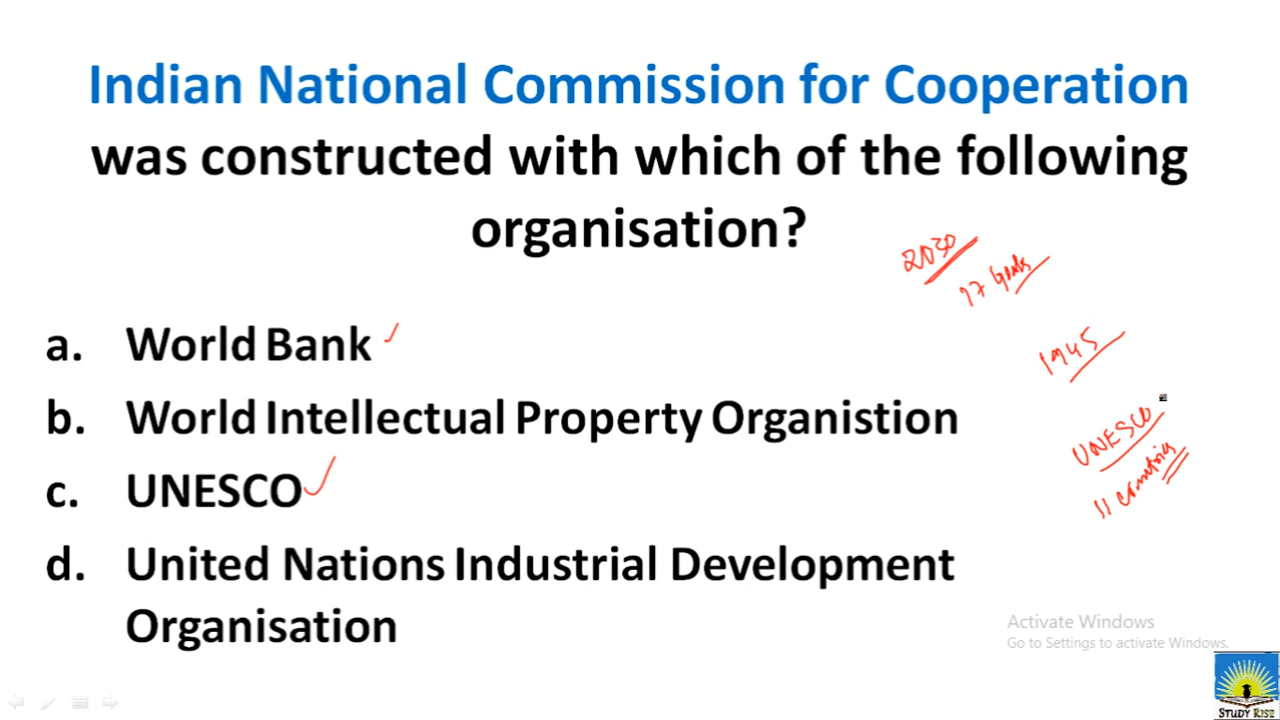 Indian National Commission for Cooperation
was constructed with which of the following
organisation?
2030
17 Goals
1945
UNESCO
11 countries
a. World Bank
b. World Intellectual Property Organistion
c. UNESCO
d. United Nations Industrial Development
Organisation
Activate Windows
Go to Settings to activate Windows.
STUDY RISE